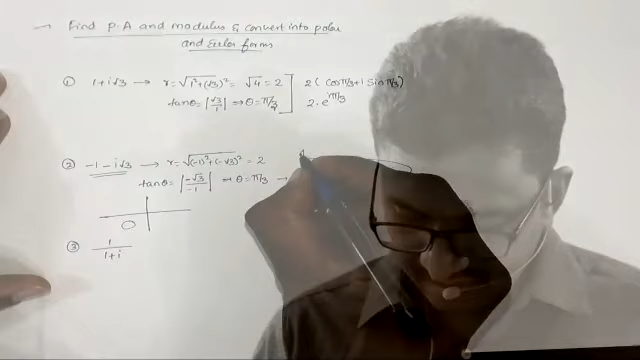 → Find P.A and modulus & convert into polar
and Euler forms
① 1+i√3 → r=√1²+(√3)² = √4 = 2 ] 2(cosπ/3+i sinπ/3)
tanθ=|√3/1| ⇒ θ=π/3 2.e^iπ/3
② -1-i√3 → r=√(-1)²+(-√3)² = 2
tanθ=|-√3/-1| ⇒ θ=π/3 →
③ 1/1+i